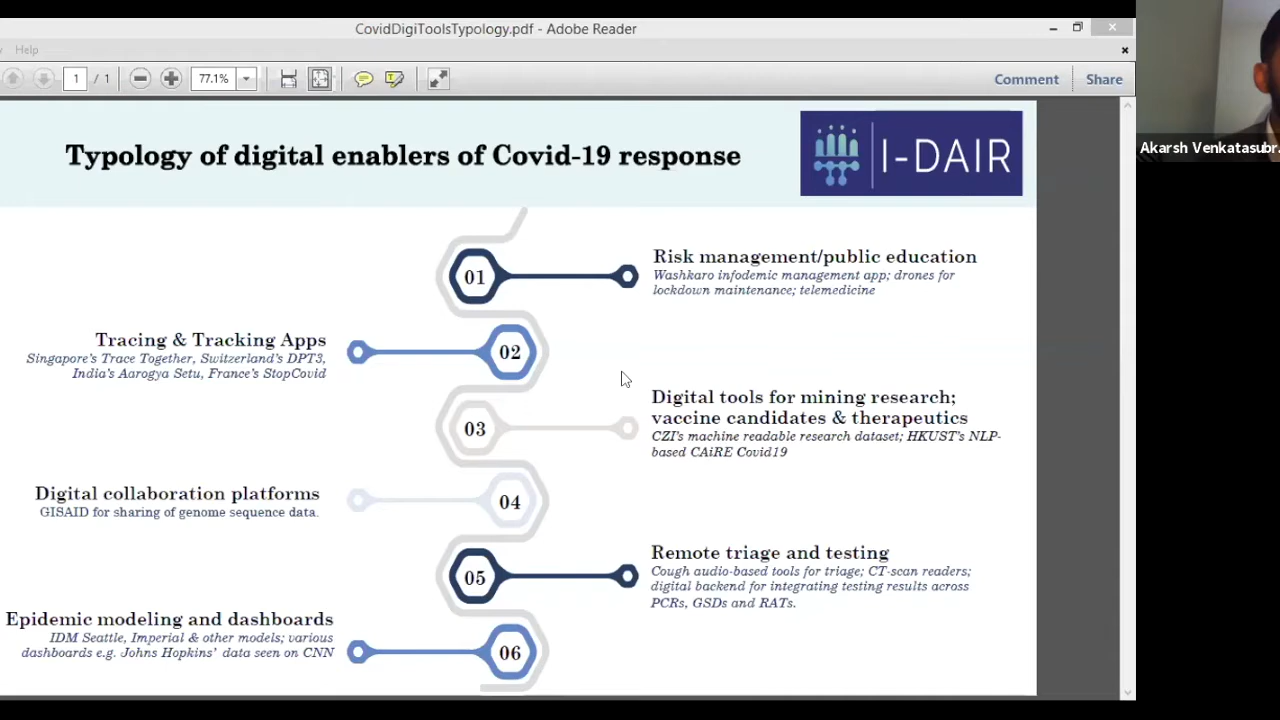 CovidDigiToolsTypology.pdf - Adobe Reader
Help
1 / 1
77.1%
Comment
Share
Akarsh Venkatasubr.
Typology of digital enablers of Covid-19 response
I-DAIR
01
Risk management/public education
Washkaro infodemic management app; drones for
lockdown maintenance; telemedicine
Tracing & Tracking Apps
Singapore's Trace Together, Switzerland's DPT3,
India's Aarogya Setu, France's StopCovid
02
03
Digital tools for mining research;
vaccine candidates & therapeutics
CZI's machine readable research dataset; HKUST's NLP-
based CAiRE Covid19
Digital collaboration platforms
GISAID for sharing of genome sequence data.
04
05
Remote triage and testing
Cough audio-based tools for triage; CT-scan readers;
digital backend for integrating testing results across
PCRs, GSDs and RATs.
Epidemic modeling and dashboards
IDM Seattle, Imperial & other models; various
dashboards e.g. Johns Hopkins' data seen on CNN
06